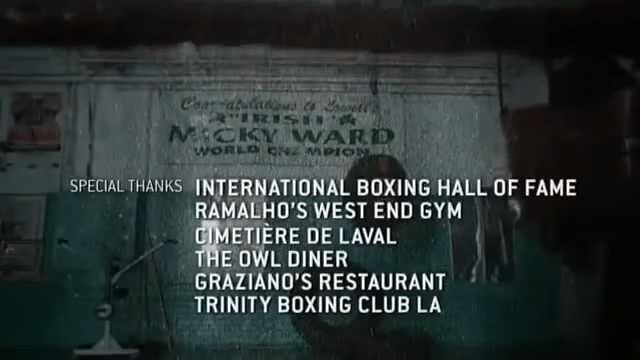 Congratulations to Lowell's
"IRISH"
MICKY WARD
WORLD CHAMPION
SPECIAL THANKS INTERNATIONAL BOXING HALL OF FAME
RAMALHO'S WEST END GYM
CIMETIÈRE DE LAVAL
THE OWL DINER
GRAZIANO'S RESTAURANT
TRINITY BOXING CLUB LA